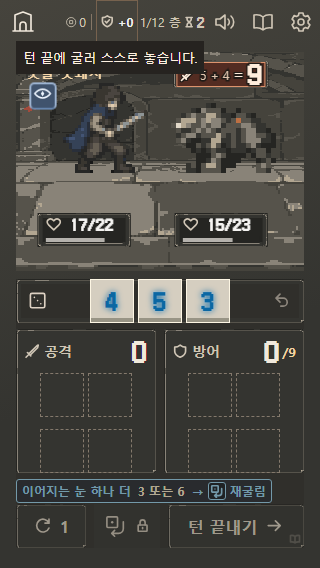 0 +0 1/12 층 2
턴 끝에 굴러 스스로 놓습니다.
5 + 4 = 9
17/22
15/23
4 5 3
공격 0
방어 0/9
이어지는 눈 하나 더 3 또는 6 → 재굴림
1
턴 끝내기 →